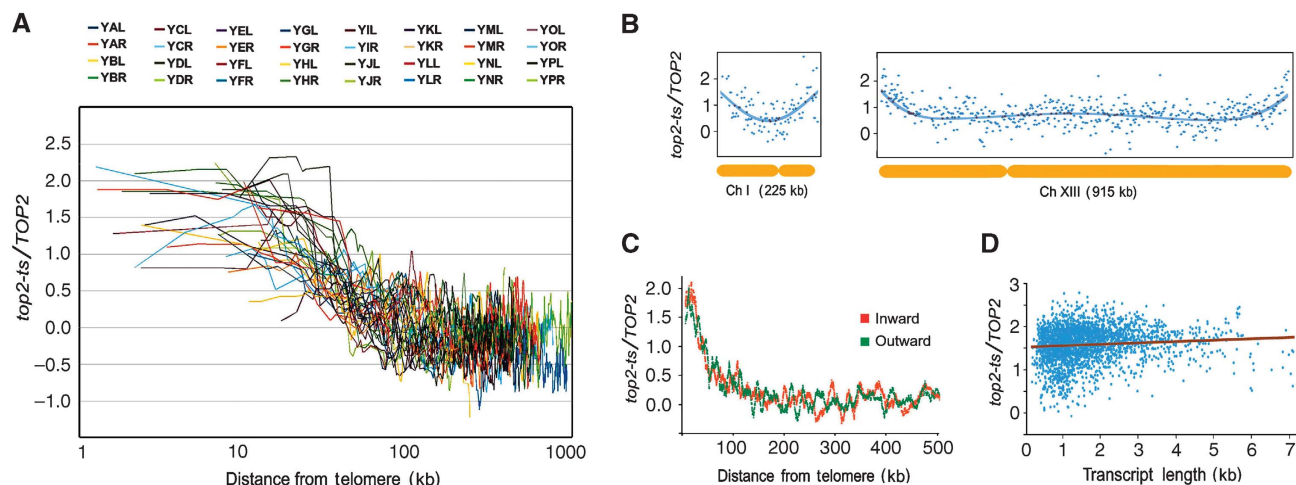 A
YAL YCL YEL YGL YIL YKL YML YOL
YAR YCR YER YGR YIR YKR YMR YOR
YBL YDL YFL YHL YJL YLL YNL YPL
YBR YDR YFR YHR YJR YLR YNR YPR
top2-ts/TOP2
2.5
2.0
1.5
1.0
0.5
0.0
−0.5
−1.0
1 10 100 1000
Distance from telomere (kb)
B
top2-ts/TOP2
2
1
0
2
1
0
Ch I (225 kb)
Ch XIII (915 kb)
C
top2-ts/TOP2
2.0
1.5
1.0
0.5
0.0
Inward
Outward
100 200 300 400 500
Distance from telomere (kb)
D
top2-ts/TOP2
3
2
1
0
0 1 2 3 4 5 6 7
Transcript length (kb)